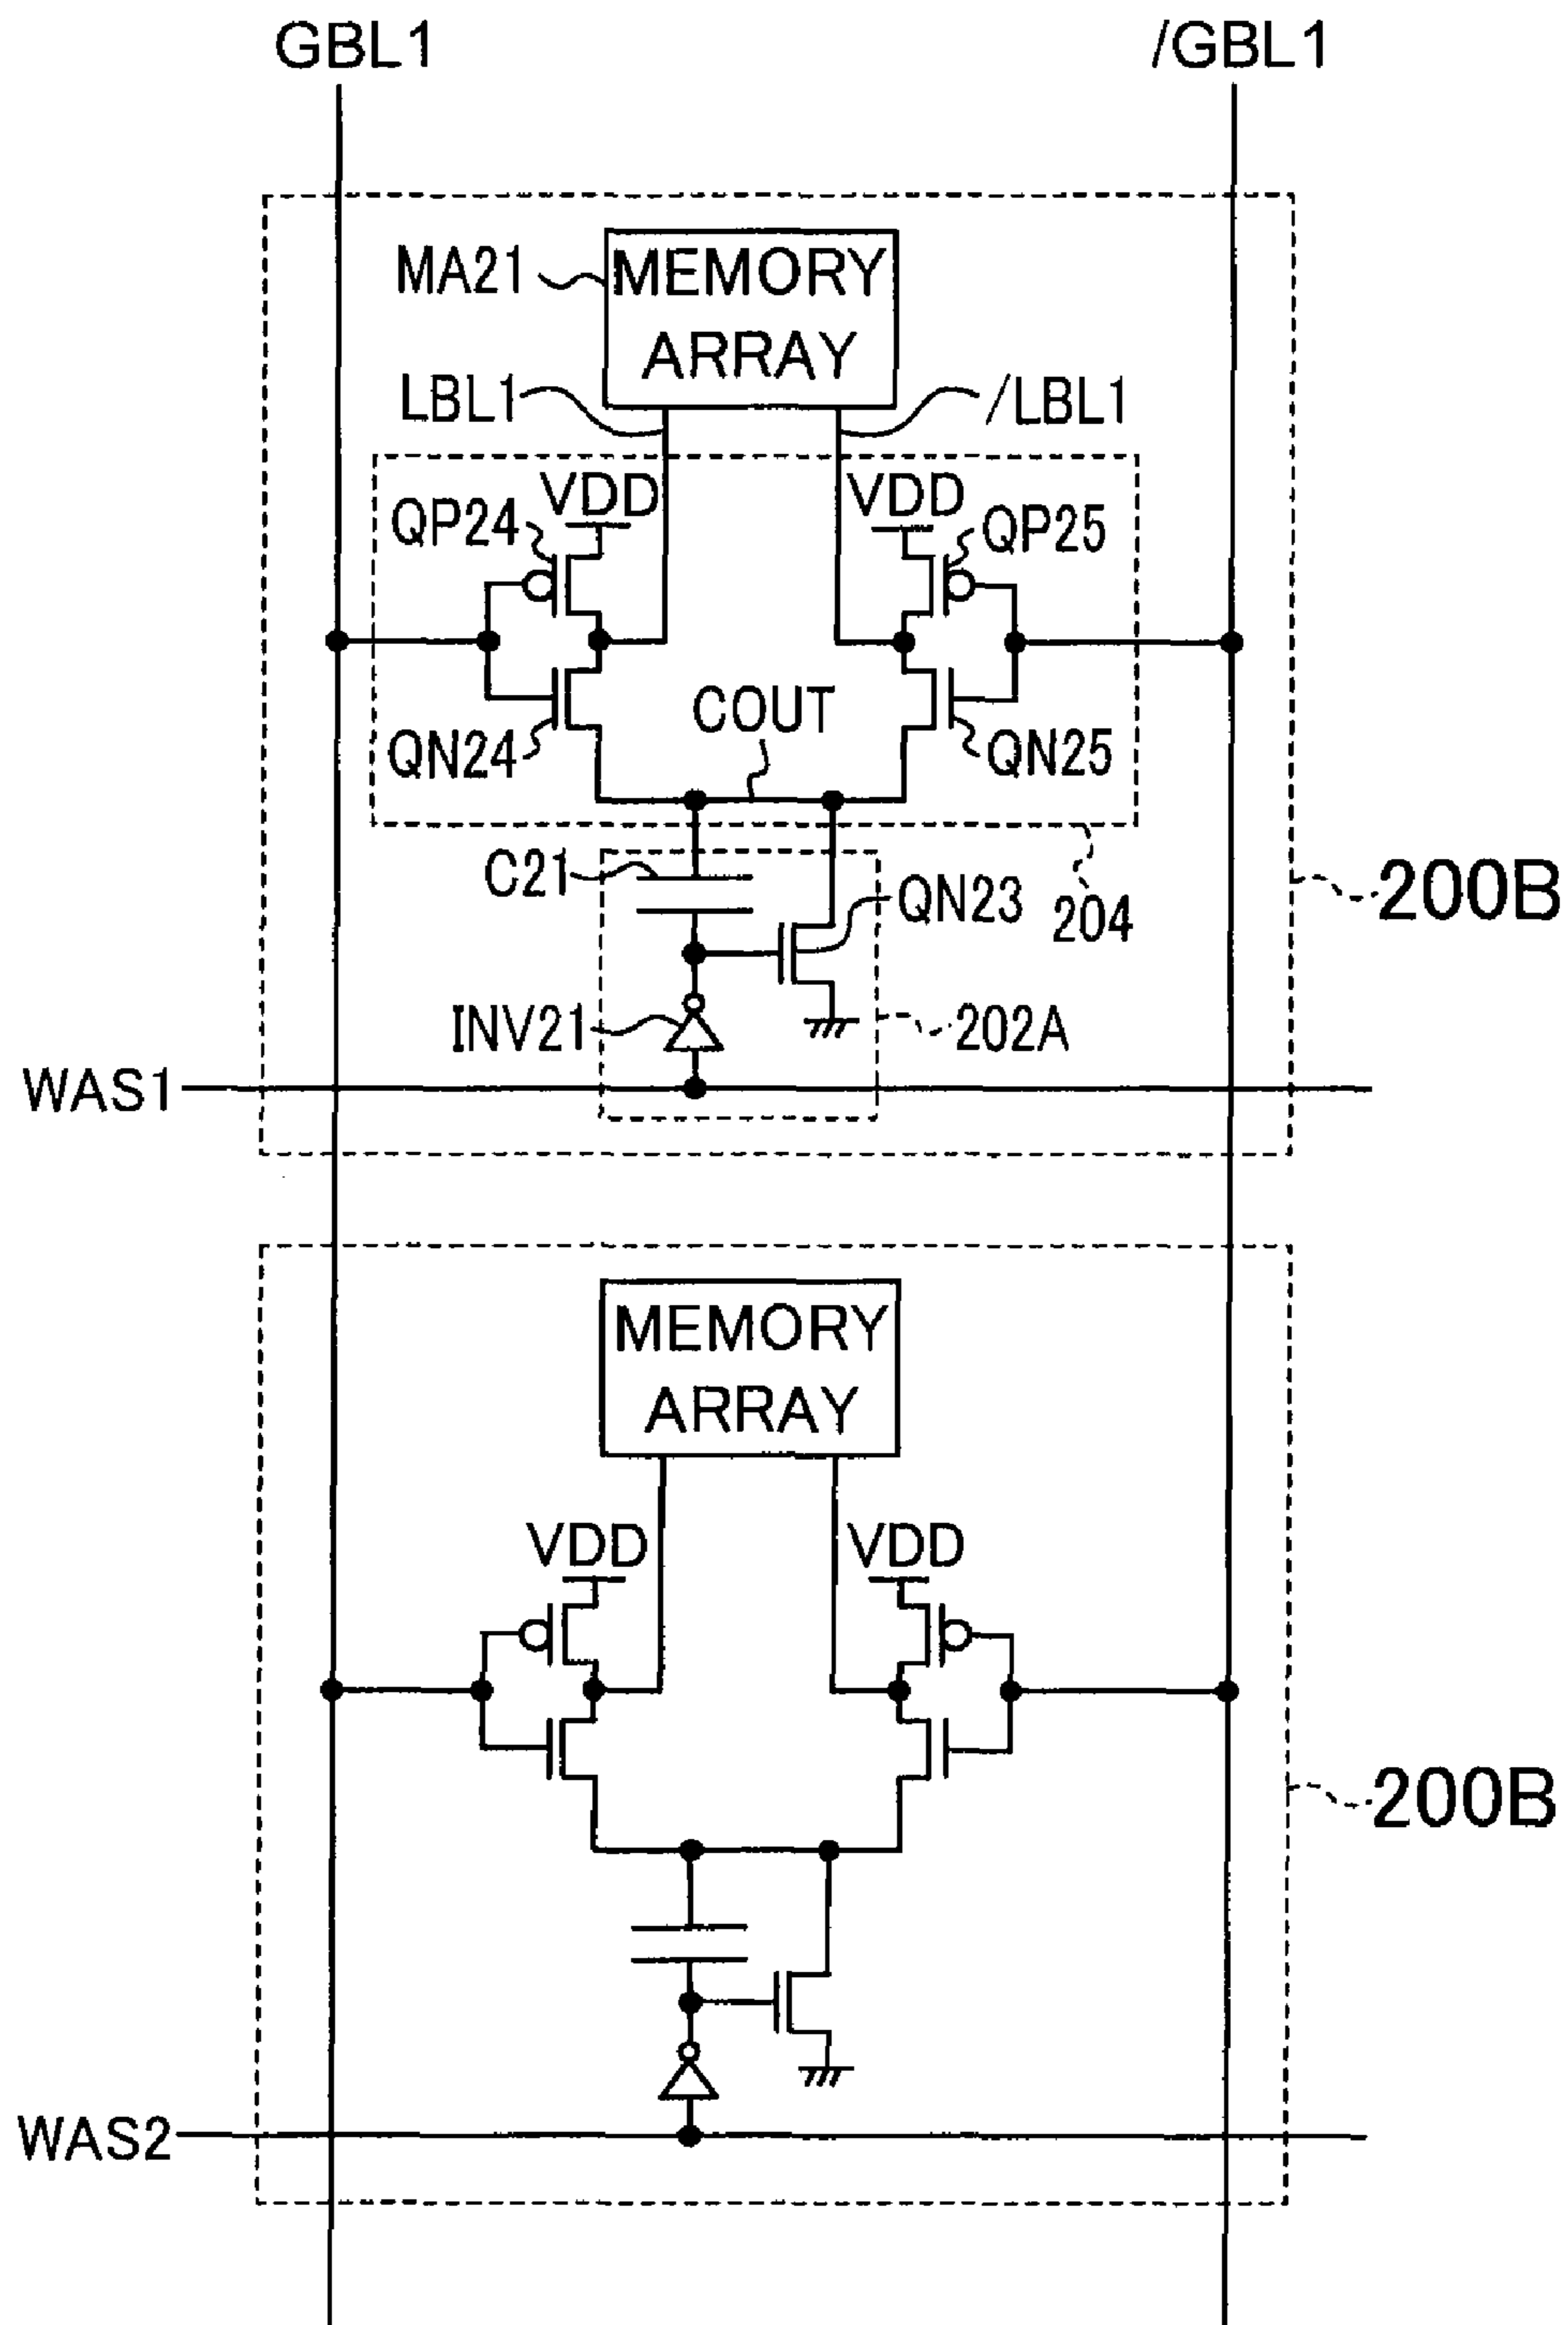 GBL1
/GBL1
MA21
MEMORY
ARRAY
LBL1
/LBL1
VDD
VDD
QP24
QP25
COUT
QN24
QN25
C21
QN23
204
200B
INV21
202A
WAS1
MEMORY
ARRAY
VDD
VDD
200B
WAS2